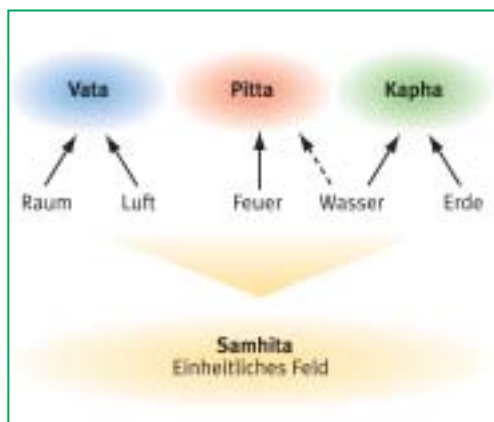 Vata Pitta Kapha
Raum Luft Feuer Wasser Erde
Samhita
Einheitliches Feld